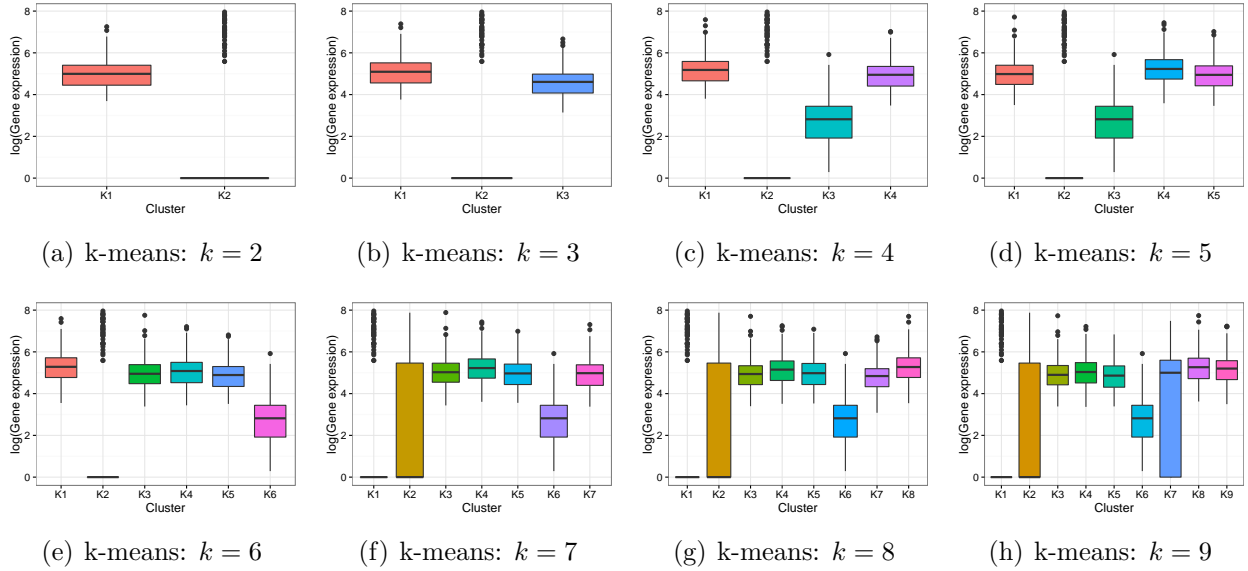 log(Gene expression)
8
6
4
2
0
K1 K2
Cluster
(a) k-means: k = 2
log(Gene expression)
8
6
4
2
0
K1 K2 K3
Cluster
(b) k-means: k = 3
log(Gene expression)
8
6
4
2
0
K1 K2 K3 K4
Cluster
(c) k-means: k = 4
log(Gene expression)
8
6
4
2
0
K1 K2 K3 K4 K5
Cluster
(d) k-means: k = 5
log(Gene expression)
8
6
4
2
0
K1 K2 K3 K4 K5 K6
Cluster
(e) k-means: k = 6
log(Gene expression)
8
6
4
2
0
K1 K2 K3 K4 K5 K6 K7
Cluster
(f) k-means: k = 7
log(Gene expression)
8
6
4
2
0
K1 K2 K3 K4 K5 K6 K7 K8
Cluster
(g) k-means: k = 8
log(Gene expression)
8
6
4
2
0
K1 K2 K3 K4 K5 K6 K7 K8 K9
Cluster
(h) k-means: k = 9